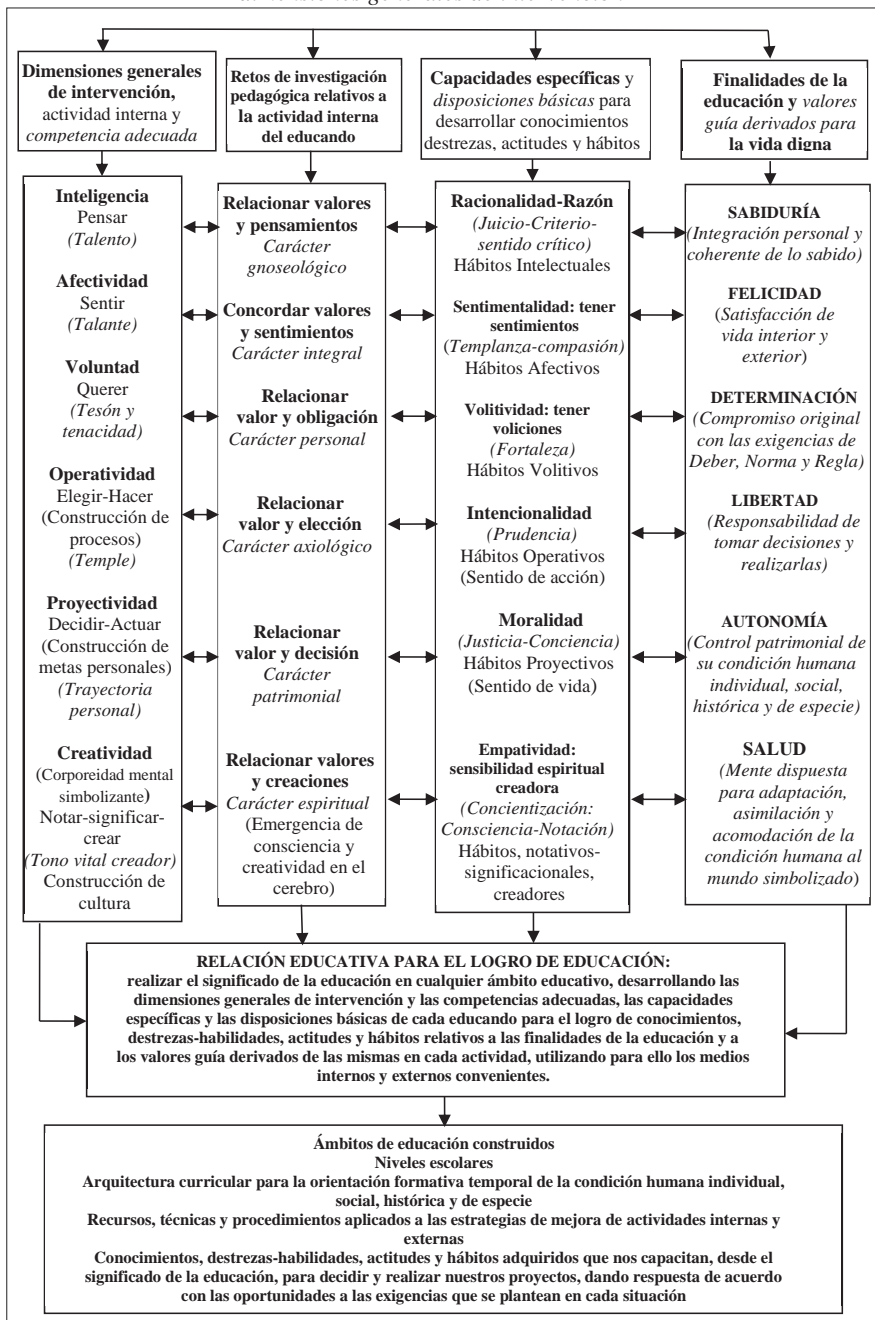 Dimensiones generales
de intervención,
actividad interna y
competencia adecuada
Retos de investigación
pedagógica relativos a
la actividad interna
del educando
Capacidades específicas y
disposiciones básicas para
desarrollar conocimientos
destrezas, actitudes y hábitos
Finalidades de la
educación y valores
guía derivados para
la vida digna
Inteligencia
Pensar
(Talento)
Afectividad
Sentir
(Talante)
Voluntad
Querer
(Tesón y
tenacidad)
Operatividad
Elegir-Hacer
(Construcción de
procesos)
(Temple)
Proyectividad
Decidir-Actuar
(Construcción de
metas personales)
(Trayectoria
personal)
Creatividad
(Corporeidad mental
simbolizante)
Notar-significar-
crear
(Tono vital creador)
Construcción de
cultura
Relacionar valores
y pensamientos
Carácter
gnoseológico
Concordar valores
y sentimientos
Carácter integral
Relacionar
valor y obligación
Carácter personal
Relacionar
valor y elección
Carácter axiológico
Relacionar
valor y decisión
Carácter
patrimonial
Relacionar valores
y creaciones
Carácter espiritual
(Emergencia de
consciencia y
creatividad en el
cerebro)
Racionalidad-Razón
(Juicio-Criterio-
sentido crítico)
Hábitos Intelectuales
Sentimentalidad: tener
sentimientos
(Templanza-compasión)
Hábitos Afectivos
Volitividad: tener
voliciones
(Fortaleza)
Hábitos Volitivos
Intencionalidad
(Prudencia)
Hábitos Operativos
(Sentido de acción)
Moralidad
(Justicia-Conciencia)
Hábitos Proyectivos
(Sentido de vida)
Empatividad:
sensibilidad espiritual
creadora
(Concientización:
Consciencia-Notación)
Hábitos, notativos-
significacionales,
creadores
SABIDURÍA
(Integración personal y
coherente de lo sabido)
FELICIDAD
(Satisfacción de
vida interior y
exterior)
DETERMINACIÓN
(Compromiso original
con las exigencias de
Deber, Norma y Regla)
LIBERTAD
(Responsabilidad de
tomar decisiones y
realizarlas)
AUTONOMÍA
(Control patrimonial de
su condición humana
individual, social,
histórica y de especie)
SALUD
(Mente dispuesta
para adaptación,
asimilación y
acomodación de la
condición humana al
mundo simbolizado)
RELACIÓN EDUCATIVA PARA EL LOGRO DE EDUCACIÓN:
realizar el significado de la educación en cualquier ámbito educativo, desarrollando las
dimensiones generales de intervención y las competencias adecuadas, las capacidades
específicas y las disposiciones básicas de cada educando para el logro de conocimientos,
destrezas-habilidades, actitudes y hábitos relativos a las finalidades de la educación y a
los valores guía derivados de las mismas en cada actividad, utilizando para ello los medios
internos y externos convenientes.
Ámbitos de educación construidos
Niveles escolares
Arquitectura curricular para la orientación formativa temporal de la condición humana individual,
social, histórica y de especie
Recursos, técnicas y procedimientos aplicados a las estrategias de mejora de actividades internas y
externas
Conocimientos, destrezas-habilidades, actitudes y hábitos adquiridos que nos capacitan, desde el
significado de la educación, para decidir y realizar nuestros proyectos, dando respuesta de acuerdo
con las oportunidades a las exigencias que se plantean en cada situación